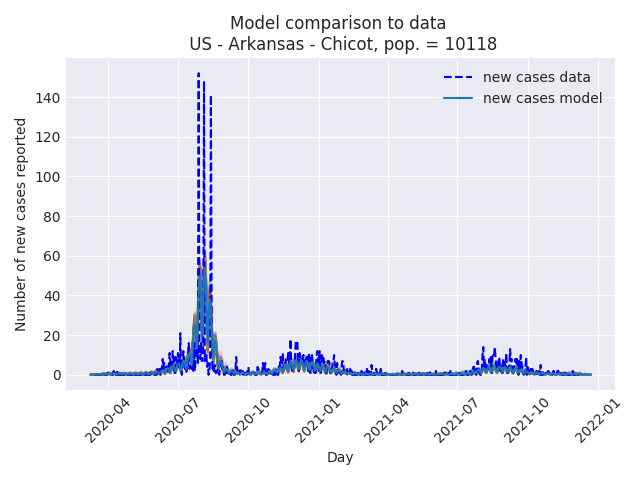 Model comparison to data
US - Arkansas - Chicot, pop. = 10118
new cases data
new cases model
Number of new cases reported
140
120
100
80
60
40
20
0
2020-04
2020-07
2020-10
2021-01
2021-04
2021-07
2021-10
2022-01
Day